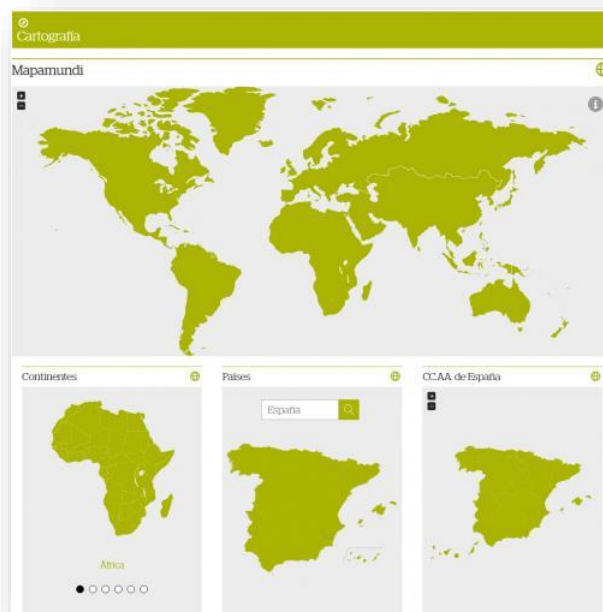 Cartografía
Mapamundi
Continentes
África
Países
España
CC.AA de España